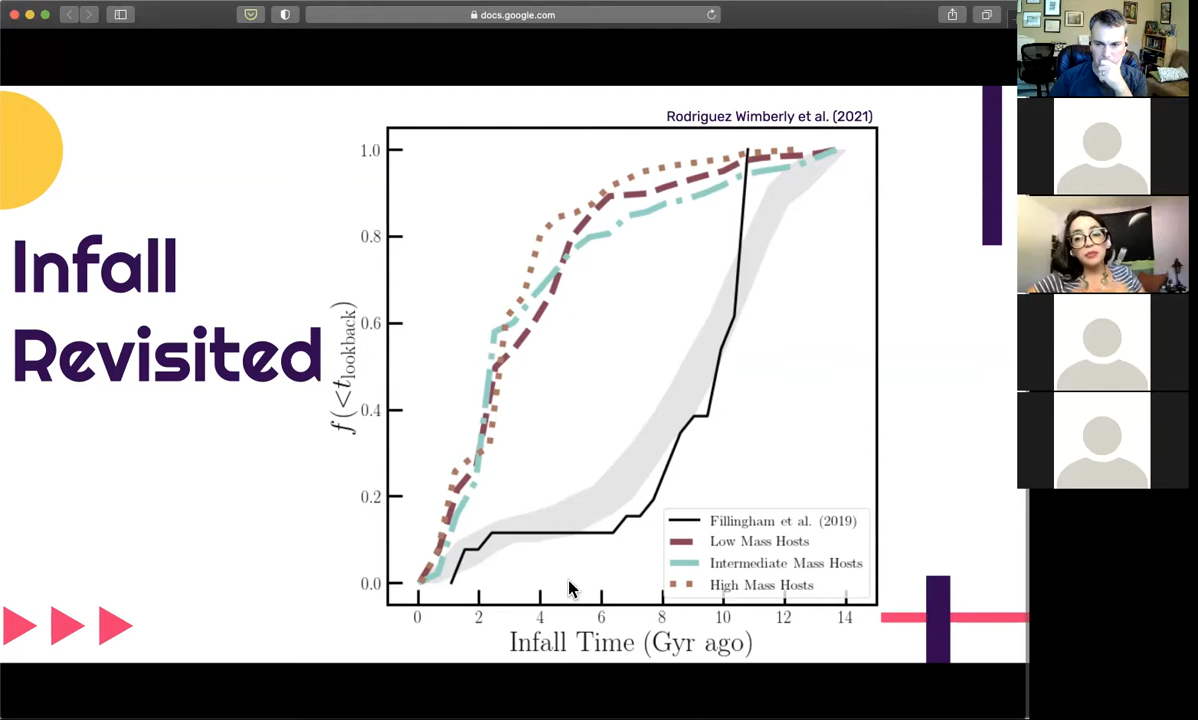 docs.google.com
Infall
Revisited
Rodriguez Wimberly et al. (2021)
f(<t_lookback)
1.0
0.8
0.6
0.4
0.2
0.0
Fillingham et al. (2019)
Low Mass Hosts
Intermediate Mass Hosts
High Mass Hosts
0 2 4 6 8 10 12 14
Infall Time (Gyr ago)